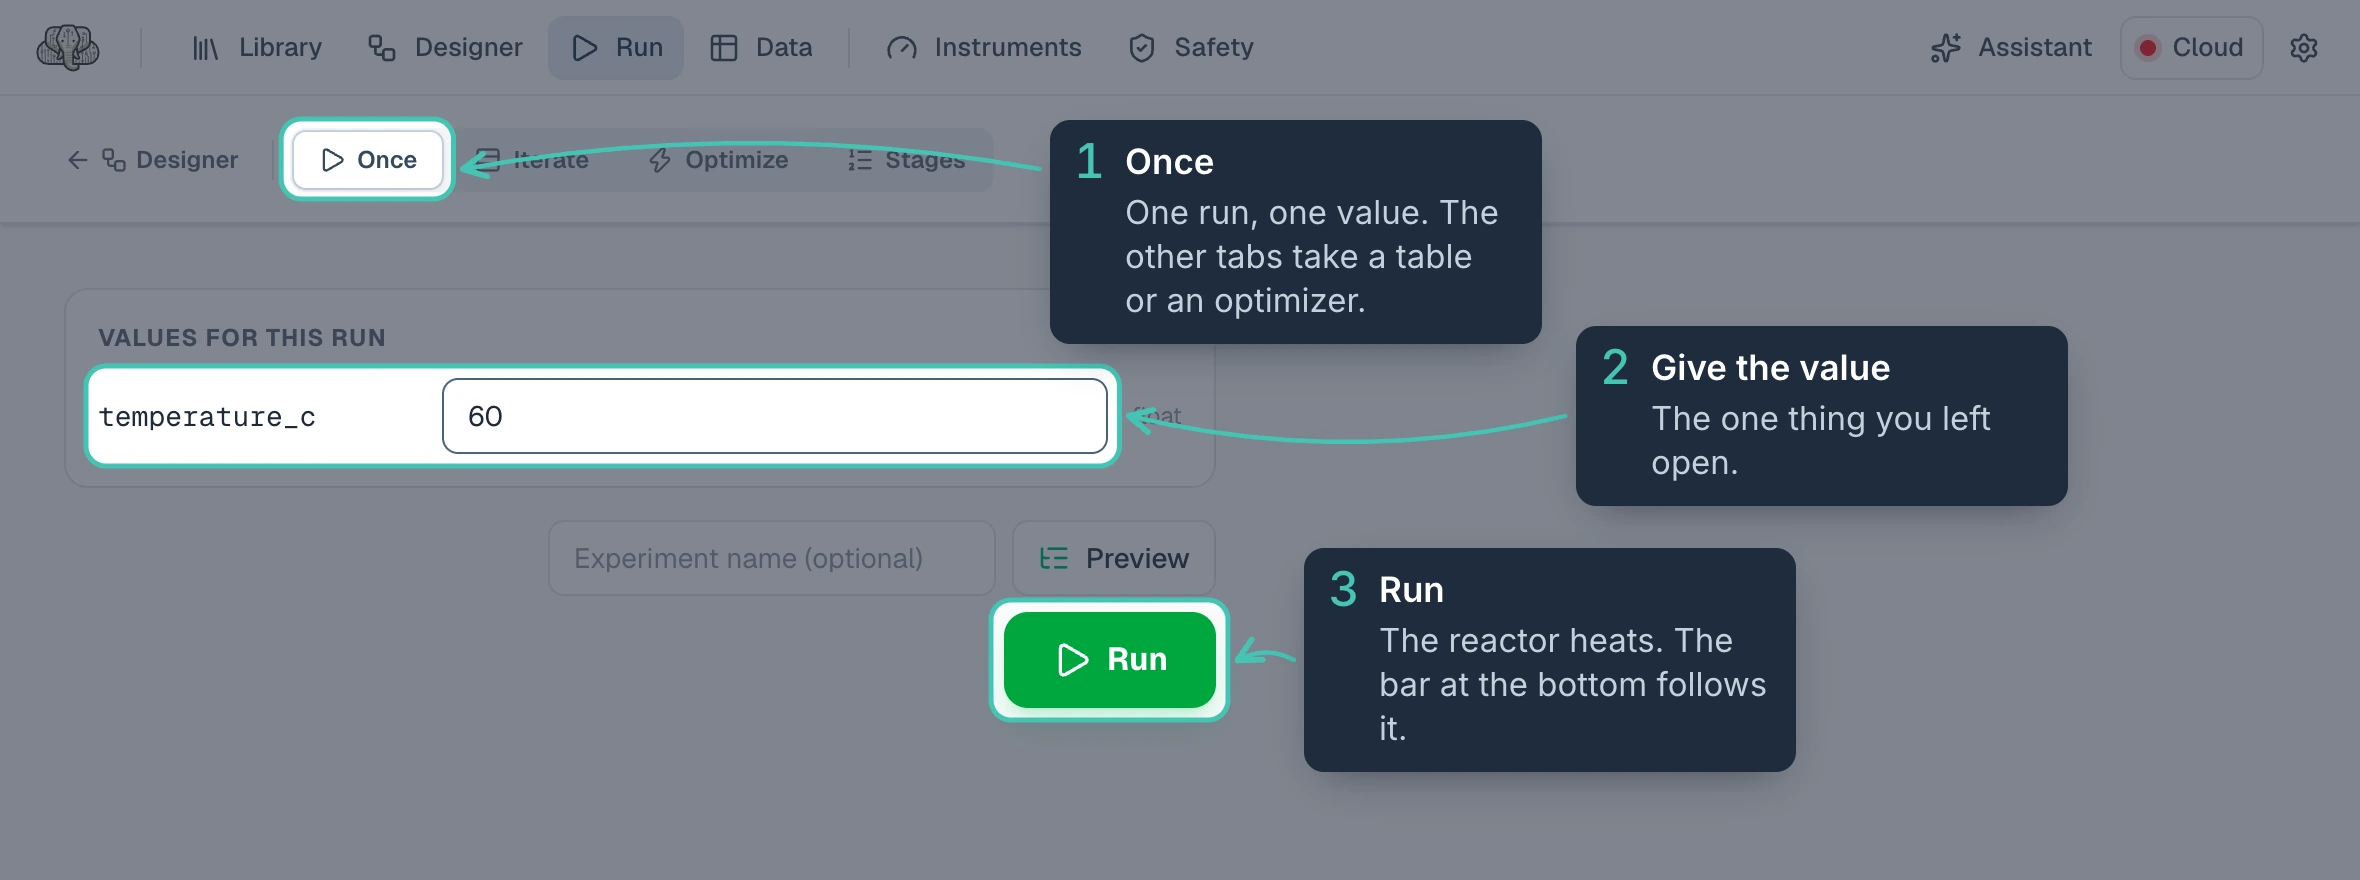 Library
Designer
Run
Data
Instruments
Safety
Assistant
Cloud
Designer
Once
Iterate
Optimize
Stages
1 Once
One run, one value. The
other tabs take a table
or an optimizer.
VALUES FOR THIS RUN
temperature_c
60
float
2 Give the value
The one thing you left
open.
Experiment name (optional)
Preview
Run
3 Run
The reactor heats. The
bar at the bottom follows
it.